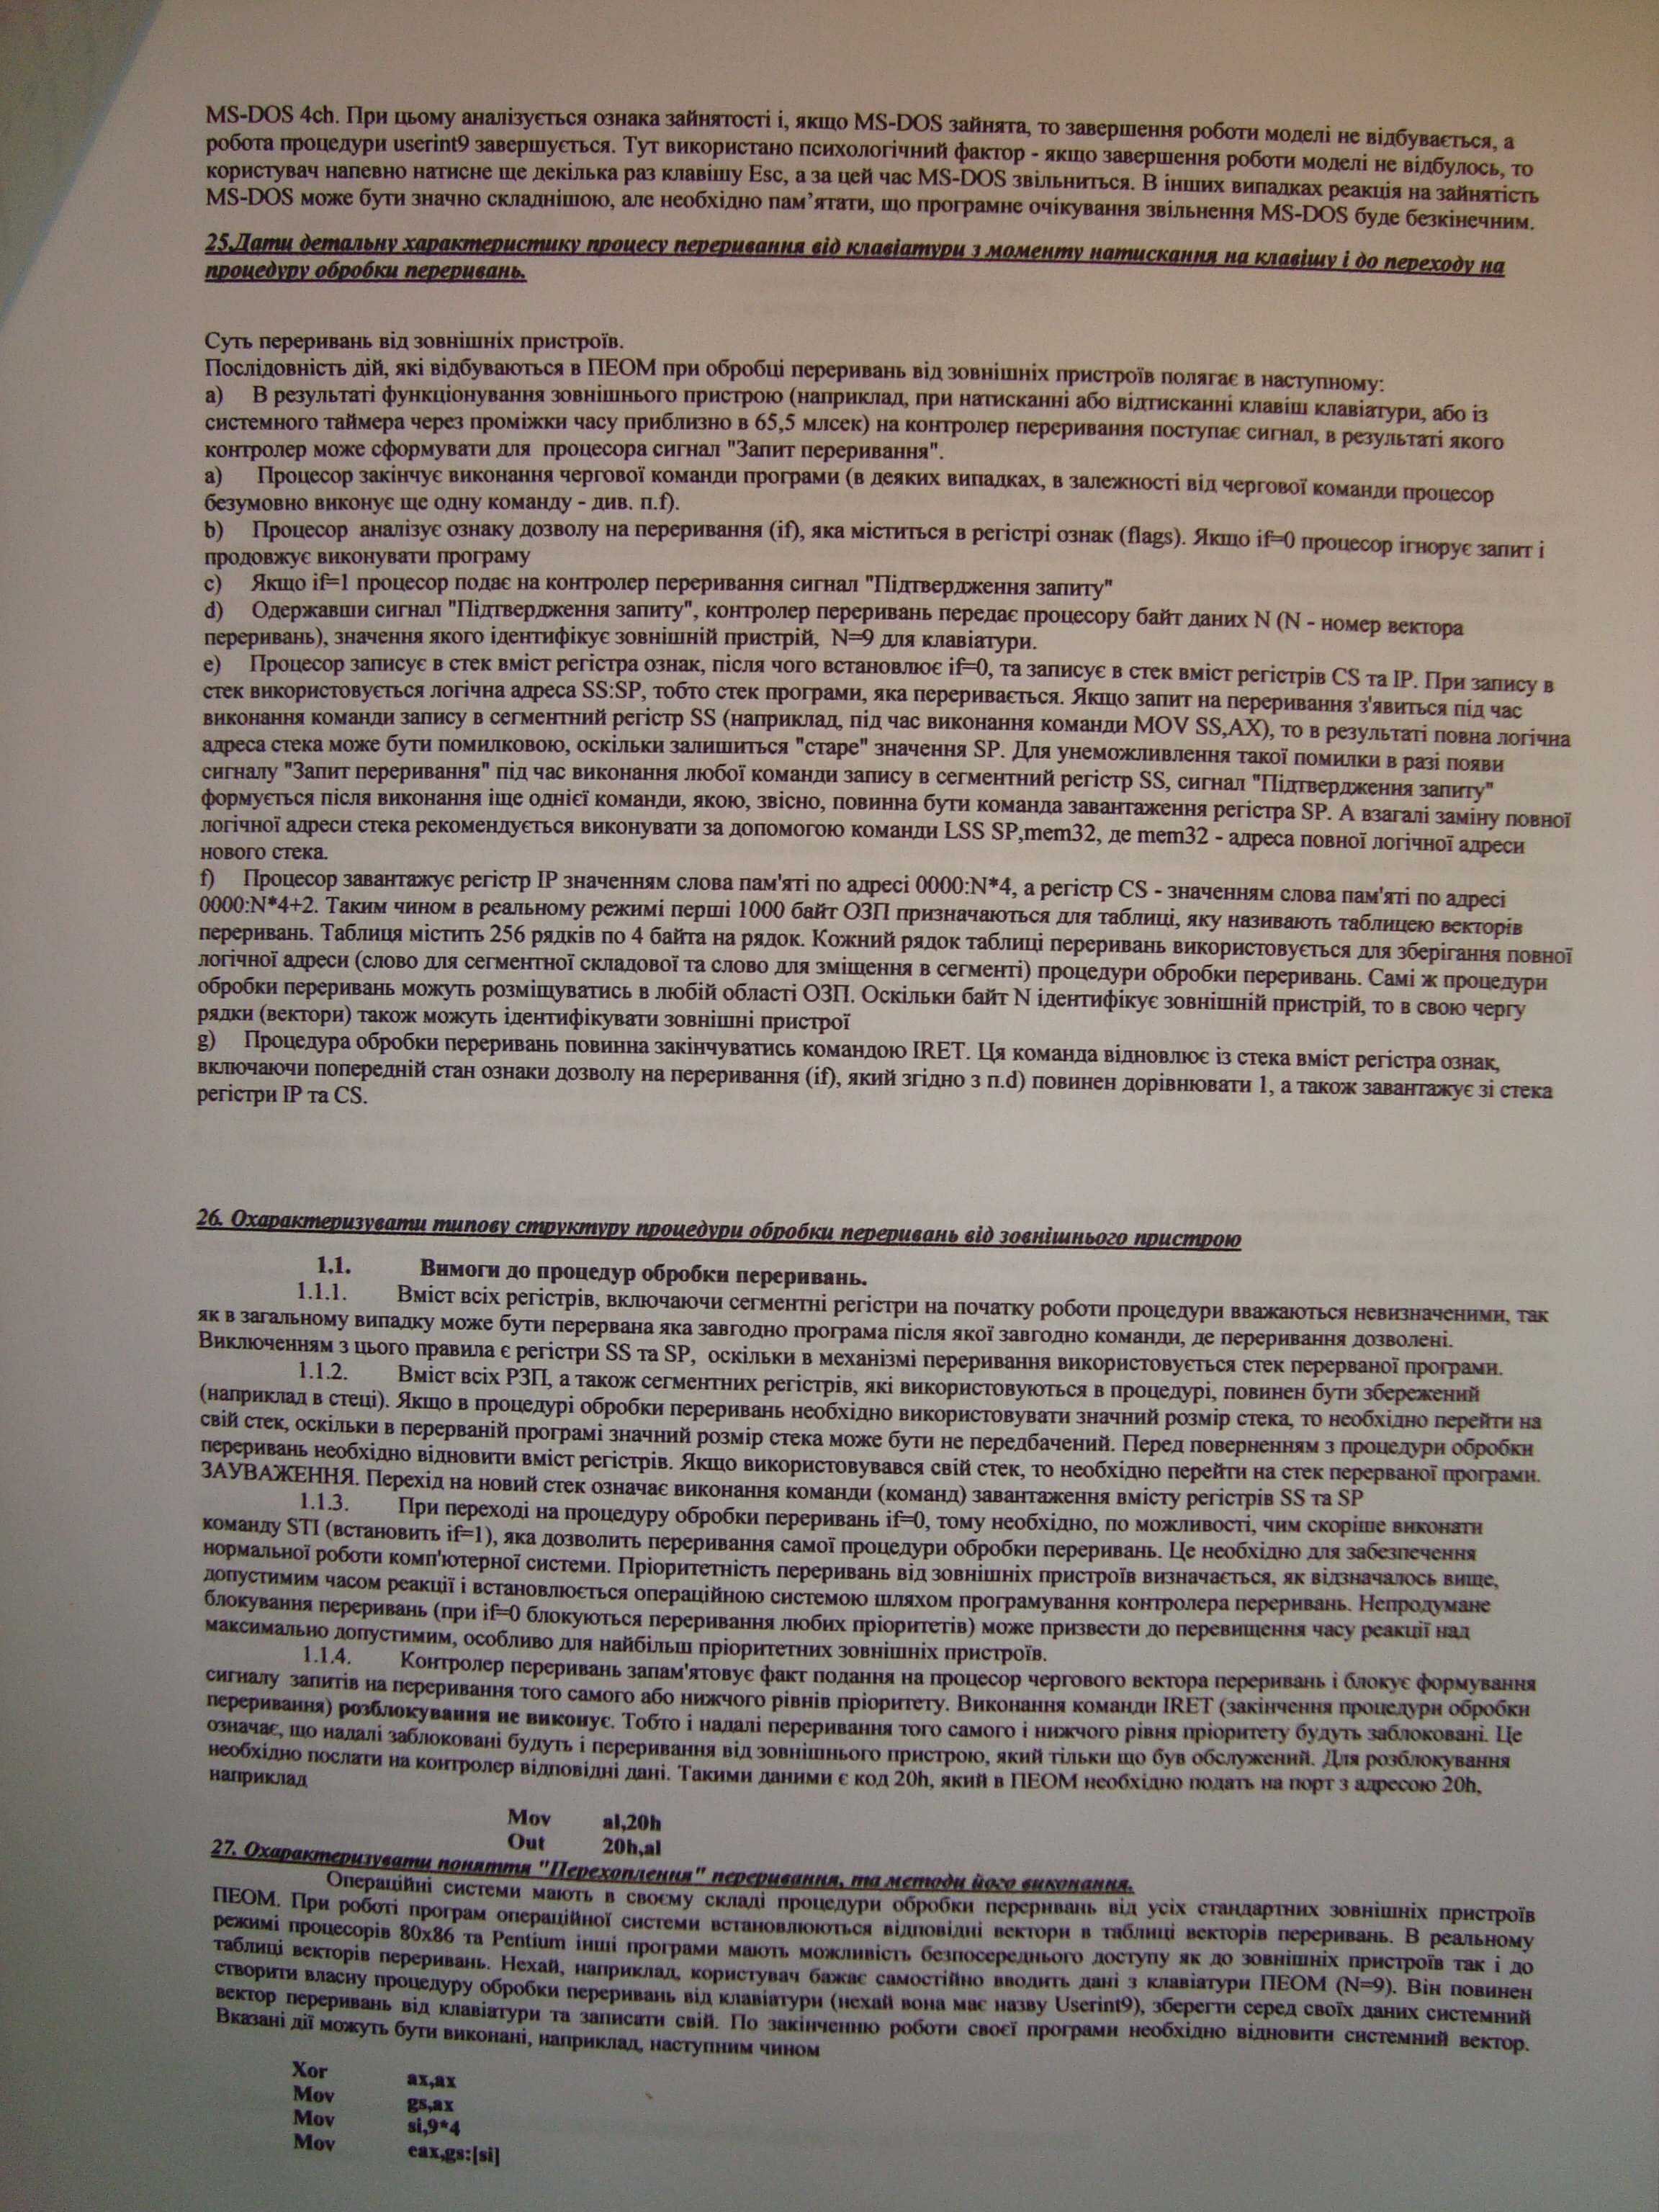 MS-DOS 4ch. При цьому аналізується ознака зайнятості і, якщо MS-DOS зайнята, то завершення роботи моделі не відбувається, а
робота процедури userint9 завершується. Тут використано психологічний фактор - якщо завершення роботи моделі не відбулось, то
користувач напевно натисне ще декілька раз клавішу Esc, а за цей час MS-DOS звільниться. В інших випадках реакція на зайнятість
MS-DOS може бути значно складнішою, але необхідно пам’ятати, що програмне очікування звільнення MS-DOS буде безкінечним.
25.Дати детальну характеристику процесу переривання від клавіатури з моменту натискання на клавішу і до переходу на
процедуру обробки переривань.
Суть переривань від зовнішніх пристроїв.
Послідовність дій, які відбуваються в ПЕОМ при обробці переривань від зовнішніх пристроїв полягає в наступному:
a) В результаті функціонування зовнішнього пристрою (наприклад, при натисканні або відтисканні клавіш клавіатури, або із
системного таймера через проміжки часу приблизно в 65,5 млсек) на контролер переривання поступає сигнал, в результаті якого
контролер може сформувати для процесора сигнал "Запит переривання".
a) Процесор закінчує виконання чергової команди програми (в деяких випадках, в залежності від чергової команди процесор
безумовно виконує ще одну команду - див. п.f).
b) Процесор аналізує ознаку дозволу на переривання (if), яка міститься в регістрі ознак (flags). Якщо if=0 процесор ігнорує запит і
продовжує виконувати програму
c) Якщо if=1 процесор подає на контролер переривання сигнал "Підтвердження запиту"
d) Одержавши сигнал "Підтвердження запиту", контролер переривань передає процесору байт даних N (N - номер вектора
переривань), значення якого ідентифікує зовнішній пристрій, N=9 для клавіатури.
e) Процесор записує в стек вміст регістра ознак, після чого встановлює if=0, та записує в стек вміст регістрів CS та IP. При запису в
стек використовується логічна адреса SS:SP, тобто стек програми, яка переривається. Якщо запит на переривання з'явиться під час
виконання команди запису в сегментний регістр SS (наприклад, під час виконання команди MOV SS,AX), то в результаті повна логічна
адреса стека може бути помилковою, оскільки залишиться "старе" значення SP. Для унеможливлення такої помилки в разі появи
сигналу "Запит переривання" під час виконання любої команди запису в сегментний регістр SS, сигнал "Підтвердження запиту"
формується після виконання іще однієї команди, якою, звісно, повинна бути команда завантаження регістра SP. А взагалі заміну повної
логічної адреси стека рекомендується виконувати за допомогою команди LSS SP,mem32, де mem32 - адреса повної логічної адреси
нового стека.
f) Процесор завантажує регістр IP значенням слова пам'яті по адресі 0000:N*4, а регістр CS - значенням слова пам'яті по адресі
0000:N*4+2. Таким чином в реальному режимі перші 1000 байт ОЗП призначаються для таблиці, яку називають таблицею векторів
переривань. Таблиця містить 256 рядків по 4 байта на рядок. Кожний рядок таблиці переривань використовується для зберігання повної
логічної адреси (слово для сегментної складової та слово для зміщення в сегменті) процедури обробки переривань. Самі ж процедури
обробки переривань можуть розміщуватись в любій області ОЗП. Оскільки байт N ідентифікує зовнішній пристрій, то в свою чергу
рядки (вектори) також можуть ідентифікувати зовнішні пристрої
g) Процедура обробки переривань повинна закінчуватись командою IRET. Ця команда відновлює із стека вміст регістра ознак,
включаючи попередній стан ознаки дозволу на переривання (if), який згідно з п.d) повинен дорівнювати 1, а також завантажує зі стека
регістри IP та CS.
26. Охарактеризувати типову структуру процедури обробки переривань від зовнішнього пристрою
1.1. Вимоги до процедур обробки переривань.
1.1.1. Вміст всіх регістрів, включаючи сегментні регістри на початку роботи процедури вважаються невизначеними, так
як в загальному випадку може бути перервана яка завгодно програма після якої завгодно команди, де переривання дозволені.
Виключенням з цього правила є регістри SS та SP, оскільки в механізмі переривання використовується стек перерваної програми.
1.1.2. Вміст всіх РЗП, а також сегментних регістрів, які використовуються в процедурі, повинен бути збережений
(наприклад в стеці). Якщо в процедурі обробки переривань необхідно використовувати значний розмір стека, то необхідно перейти на
свій стек, оскільки в перерваній програмі значний розмір стека може бути не передбачений. Перед поверненням з процедури обробки
переривань необхідно відновити вміст регістрів. Якщо використовувався свій стек, то необхідно перейти на стек перерваної програми.
ЗАУВАЖЕННЯ. Перехід на новий стек означає виконання команди (команд) завантаження вмісту регістрів SS та SP
1.1.3. При переході на процедуру обробки переривань if=0, тому необхідно, по можливості, чим скоріше виконати
команду STI (встановить if=1), яка дозволить переривання самої процедури обробки переривань. Це необхідно для забезпечення
нормальної роботи комп'ютерної системи. Пріоритетність переривань від зовнішніх пристроїв визначається, як відзначалось вище,
допустимим часом реакції і встановлюється операційною системою шляхом програмування контролера переривань. Непродумане
блокування переривань (при if=0 блокуються переривання любих пріоритетів) може призвести до перевищення часу реакції над
максимально допустимим, особливо для найбільш пріоритетних зовнішніх пристроїв.
1.1.4. Контролер переривань запам'ятовує факт подання на процесор чергового вектора переривань і блокує формування
сигналу запитів на переривання того самого або нижчого рівнів пріоритету. Виконання команди IRET (закінчення процедури обробки
переривання) розблокування не виконує. Тобто і надалі переривання того самого і нижчого рівня пріоритету будуть заблоковані. Це
означає, що надалі заблоковані будуть і переривання від зовнішнього пристрою, який тільки що був обслужений. Для розблокування
необхідно послати на контролер відповідні дані. Такими даними є код 20h, який в ПЕОМ необхідно подать на порт з адресою 20h,
наприклад
Mov al,20h
Out 20h,al
27. Охарактеризувати поняття "Перехоплення" переривання, та методи його виконання.
Операційні системи мають в своєму складі процедури обробки переривань від усіх стандартних зовнішніх пристроїв
ПЕОМ. При роботі програм операційної системи встановлюються відповідні вектори в таблиці векторів переривань. В реальному
режимі процесорів 80x86 та Pentium інші програми мають можливість безпосереднього доступу як до зовнішніх пристроїв так і до
таблиці векторів переривань. Нехай, наприклад, користувач бажає самостійно вводить дані з клавіатури ПЕОМ (N=9). Він повинен
створити власну процедуру обробки переривань від клавіатури (нехай вона має назву Userint9), зберегти серед своїх даних системний
вектор переривань від клавіатури та записати свій. По закінченню роботи своєї програми необхідно відновити системний вектор.
Вказані дії можуть бути виконані, наприклад, наступним чином
Xor ax,ax
Mov gs,ax
Mov si,9*4
Mov eax,gs:[si]